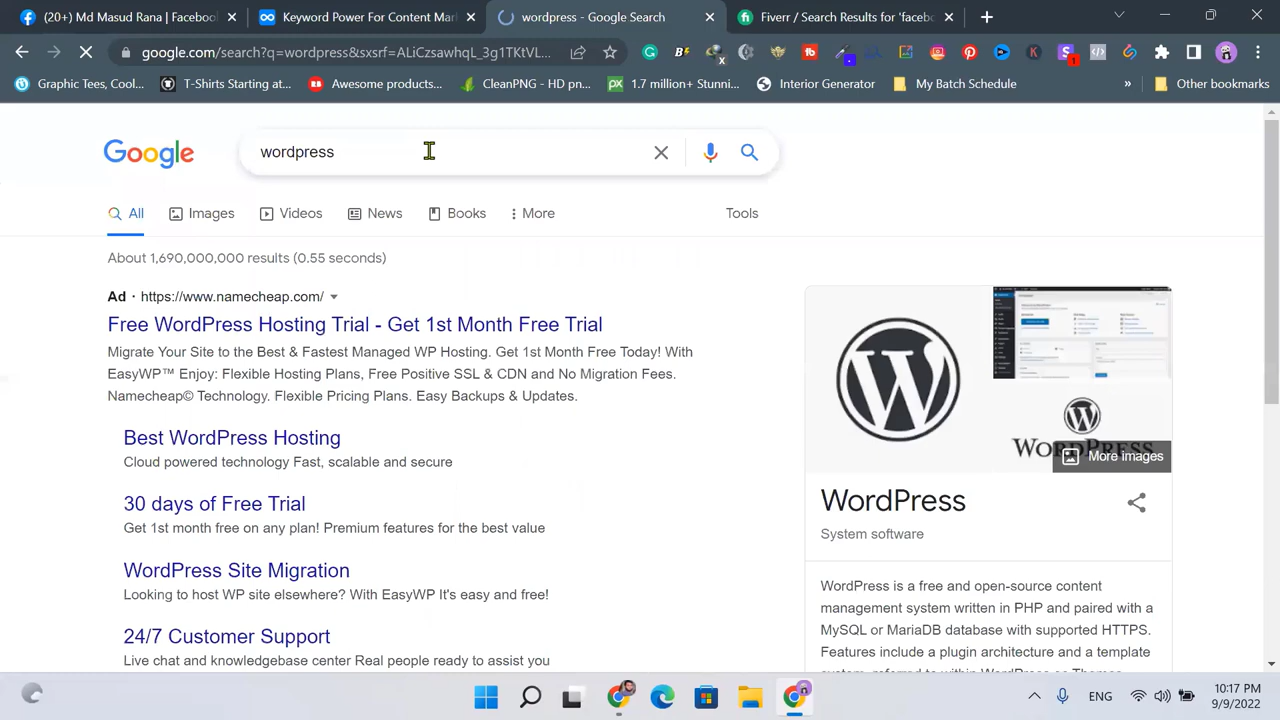 (20+) Md Masud | Facebook
Keyword For Content Mar
wordpress - Google Search
Fiverr / Search Results for 'facebo
google.com/search?q=wordpress&sxsrf=ALiCzsawhqL_3g1TKtVL...
Graphic Tees, Cool...
T-Shirts Starting at...
Awesome produc...
CleanPNG - HD pn...
1.7 million+ Stunni...
Interior Generator
My Batch Schedule
»
Other bookmarks
Google
wordpress
All
Images
Videos
News
Books
More
Tools
About 1,690,000,000 results (0.55 seconds)
Ad · https://www.namecheap.com/
Free WordPress Hosting Trial - Get 1st Month Free Trial
Migrate Your Site to the Best & Fastest Managed WP Hosting. Get 1st Month Free Today! With
EasyWP™ Enjoy: Flexible Hosting Plans. Free Positive SSL & CDN and No Migration Fees.
Namecheap© Technology. Flexible Pricing Plans. Easy Backups & Updates.
Best WordPress Hosting
Cloud powered technology Fast, scalable and secure
30 days of Free Trial
Get 1st month free on any plan! Premium features for the best value
WordPress Site Migration
Looking to host WP site elsewhere? With EasyWP It's easy and free!
24/7 Customer Support
Live chat and knowledgebase center Real people ready to assist you
WORDPRESS
More images
WordPress
System software
WordPress is a free and open-source content
management system written in PHP and paired with a
MySQL or MariaDB database with supported HTTPS.
Features include a plugin architecture and a template
system, referred to within WordPress as Themes.
ENG
10:17 PM
9/9/2022